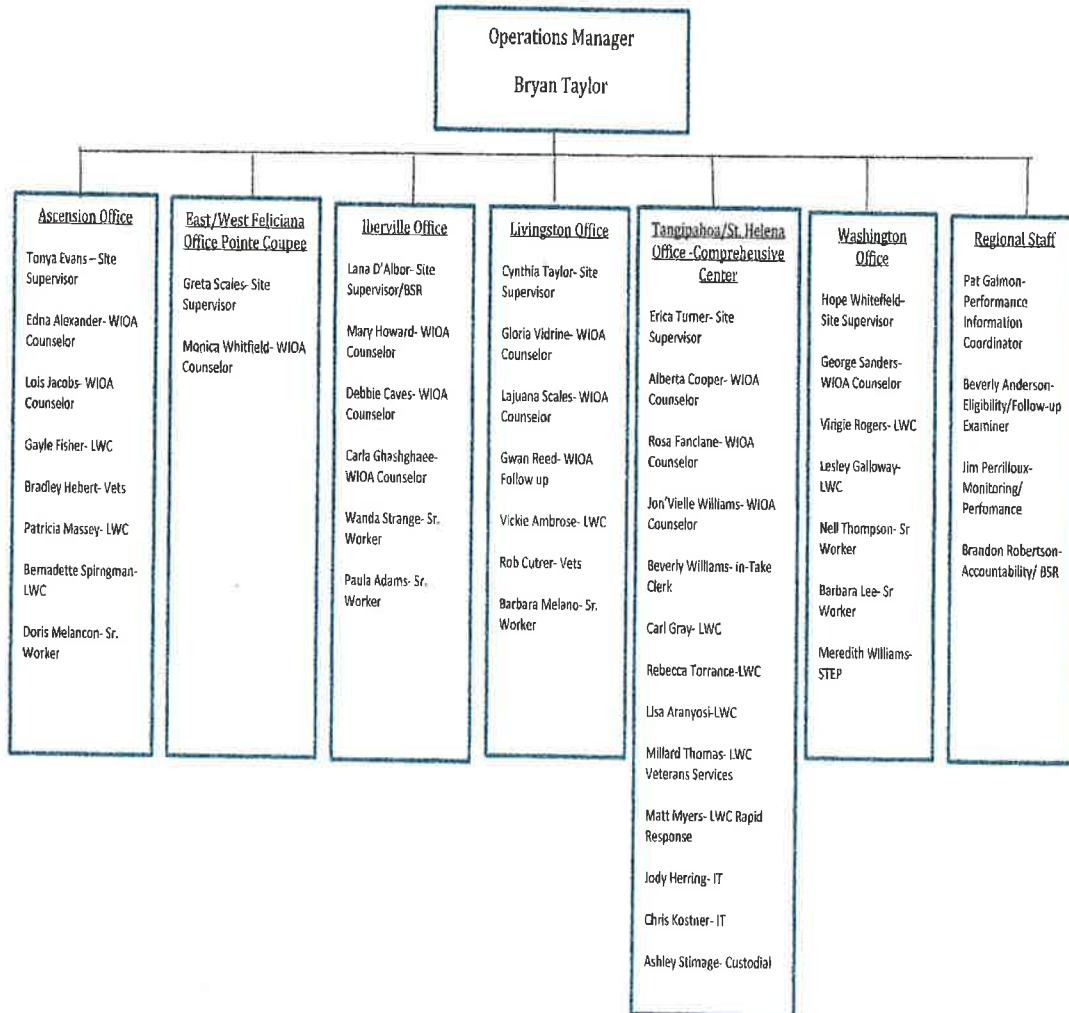 Operations Manager
Bryan Taylor
Ascension Office
Tonya Evans – Site
Supervisor
Edna Alexander- WIOA
Counselor
Lois Jacobs- WIOA
Counselor
Gayle Fisher- LWC
Bradley Hebert- Vets
Patricia Massey- LWC
Bernadette Spirngman-
LWC
Doris Melancon- Sr.
Worker
East/West Feliciana
Office Pointe Coupee
Greta Scales- Site
Supervisor
Monica Whitfield- WIOA
Counselor
Iberville Office
Lana D'Albor- Site
Supervisor/BSR
Mary Howard- WIOA
Counselor
Debbie Caves- WIOA
Counselor
Carla Ghashghaee-
WIOA Counselor
Wanda Strange- Sr.
Worker
Paula Adams- Sr.
Worker
Livingston Office
Cynthia Taylor- Site
Supervisor
Gloria Vidrine- WIOA
Counselor
Lajuana Scales- WIOA
Counselor
Gwan Reed- WIOA
Follow up
Vickie Ambrose- LWC
Rob Cutrer- Vets
Barbara Melano- Sr.
Worker
Tangipahoa/St. Helena
Office -Comprehensive
Center
Erica Turner- Site
Supervisor
Alberta Cooper- WIOA
Counselor
Rosa Fanclane- WIOA
Counselor
Jon'Vielle Williams- WIOA
Counselor
Beverly Williams- in-Take
Clerk
Carl Gray- LWC
Rebecca Torrance-LWC
Lisa Aranyosi-LWC
Millard Thomas- LWC
Veterans Services
Matt Myers- LWC Rapid
Response
Jody Herring- IT
Chris Kostner- IT
Ashley Stimage- Custodial
Washington
Office
Hope Whitefield-
Site Supervisor
George Sanders-
WIOA Counselor
Virigie Rogers- LWC
Lesley Galloway-
LWC
Nell Thompson- Sr
Worker
Barbara Lee- Sr
Worker
Meredith Williams-
STEP
Regional Staff
Pat Galmon-
Performance
Information
Coordinator
Beverly Anderson-
Eligibility/Follow-up
Examiner
Jim Perrilloux-
Monitoring/
Perfomance
Brandon Robertson-
Accountability/ BSR